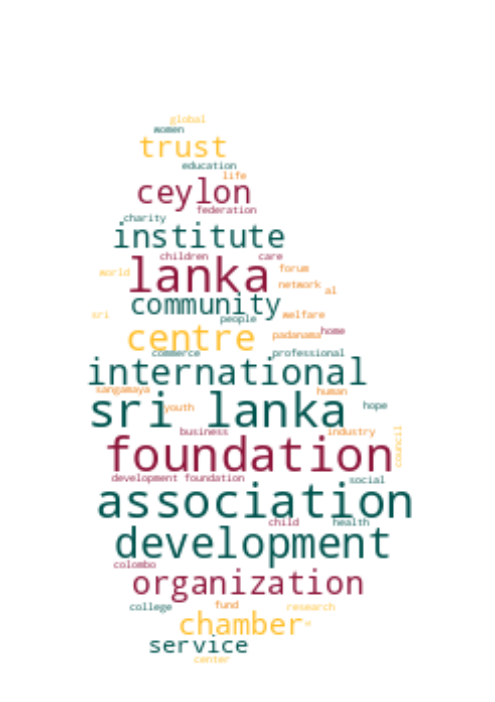 global
women
trust
education
life
ceylon
federation
charity
institute
children care
lanka
world
forum
network al
community
sri people welfare
centre
padanama home
commerce professional
international
sangamaya human
sri lanka
youth hope
business industry
council
foundation
development foundation social
association
child health
development
colombo
organization
college fund research
chamber
service
center